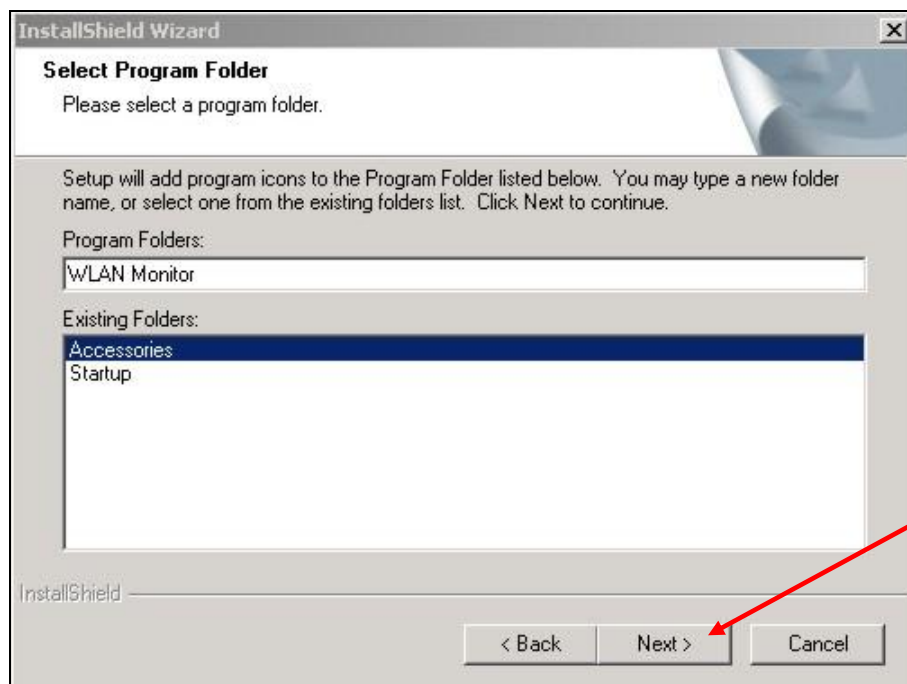 InstallShield Wizard
Select Program Folder
Please select a program folder.
Setup will add program icons to the Program Folder listed below. You may type a new folder
name, or select one from the existing folders list. Click Next to continue.
Program Folders:
WLAN Monitor
Existing Folders:
Accessories
Startup
InstallShield
< Back Next > Cancel